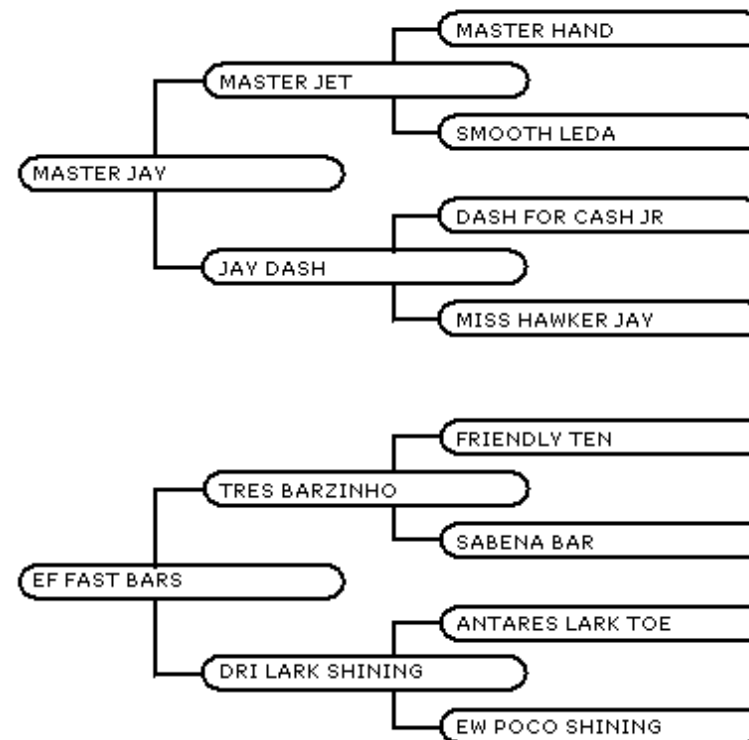 MASTER HAND
MASTER JET
SMOOTH LEDA
MASTER JAY
DASH FOR CASH JR
JAY DASH
MISS HAWKER JAY
FRIENDLY TEN
TRES BARZINHO
SABENA BAR
EF FAST BARS
ANTARES LARK TOE
DRI LARK SHINING
EW POCO SHINING